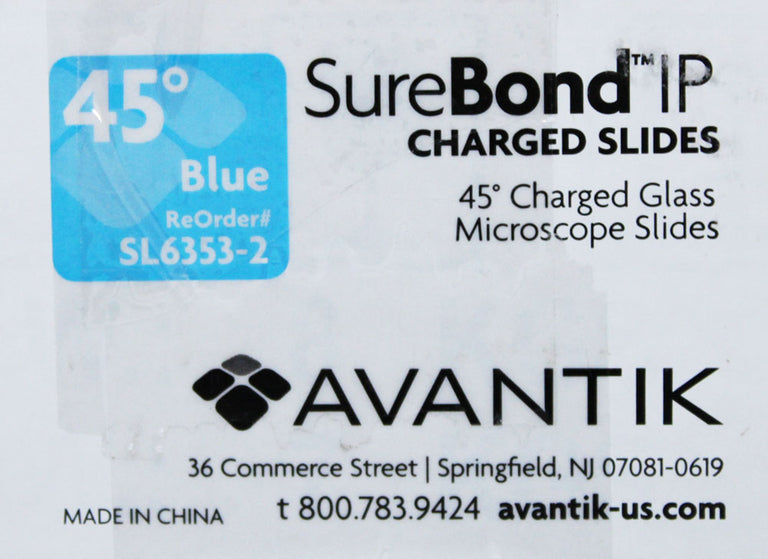 45°
Blue
ReOrder#
SL6353-2
SureBond™ IP
CHARGED SLIDES
45° Charged Glass
Microscope Slides
AVANTIK
36 Commerce Street | Springfield, NJ 07081-0619
MADE IN CHINA t 800.783.9424 avantik-us.com